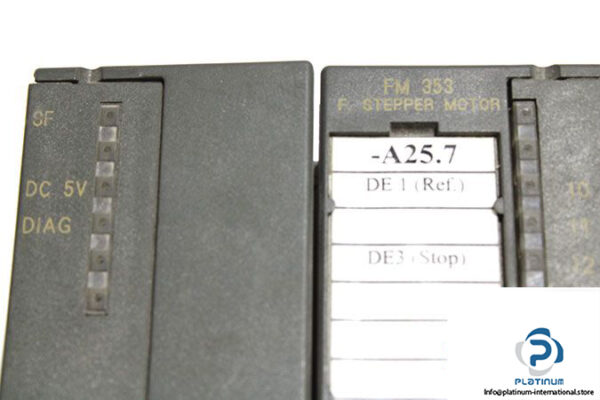 SF
DC 5V
DIAG
FM 353
F. STEPPER MOTOR
-A25.7
DE 1 (Ref.)
DE3 (Stop)
10
11
12
PLATINUM
Info@platinum-international.store